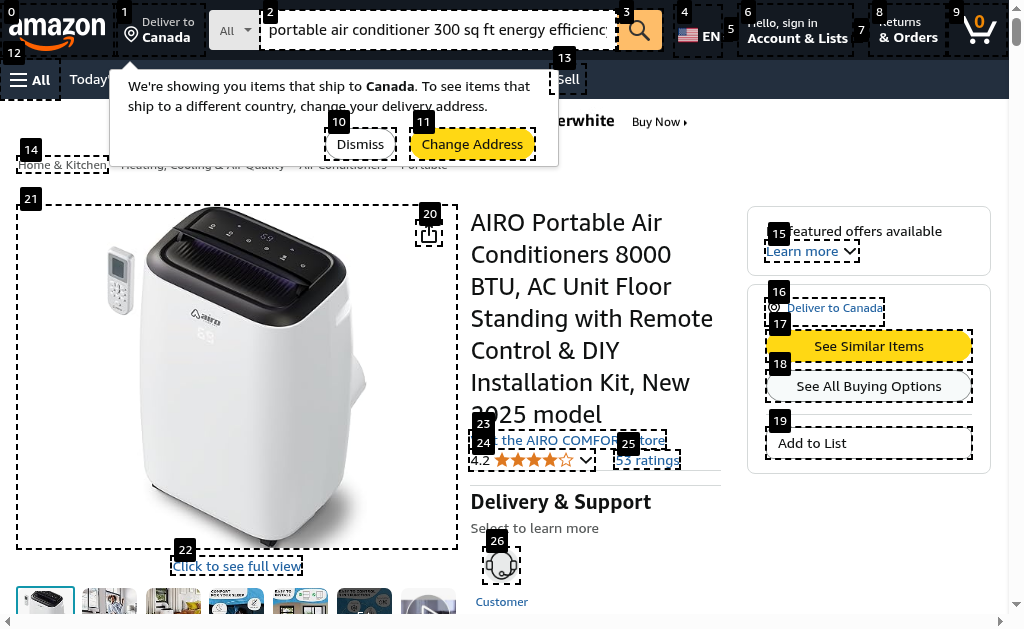 0
1
2
3
4
5
6
7
8
9
amazon
Deliver to
Canada
All
portable air conditioner 300 sq ft energy efficienc
EN
Hello, sign in
Account & Lists
Returns
& Orders
0
12
13
All
Today'
Sell
We're showing you items that ship to Canada. To see items that
ship to a different country, change your delivery address.
10
11
Dismiss
Change Address
erwhite
Buy Now
14
Home & Kitchen
Heating, Cooling & Air Quality
Air Conditioners
Portable
21
20
airo
AIRO Portable Air
Conditioners 8000
BTU, AC Unit Floor
Standing with Remote
Control & DIY
Installation Kit, New
2025 model
23
24
25
the AIRO COMFOR
tore
4.2
53 ratings
Delivery & Support
Select to learn more
26
Customer
22
Click to see full view
15
featured offers available
Learn more
16
Deliver to Canada
17
See Similar Items
18
See All Buying Options
19
Add to List